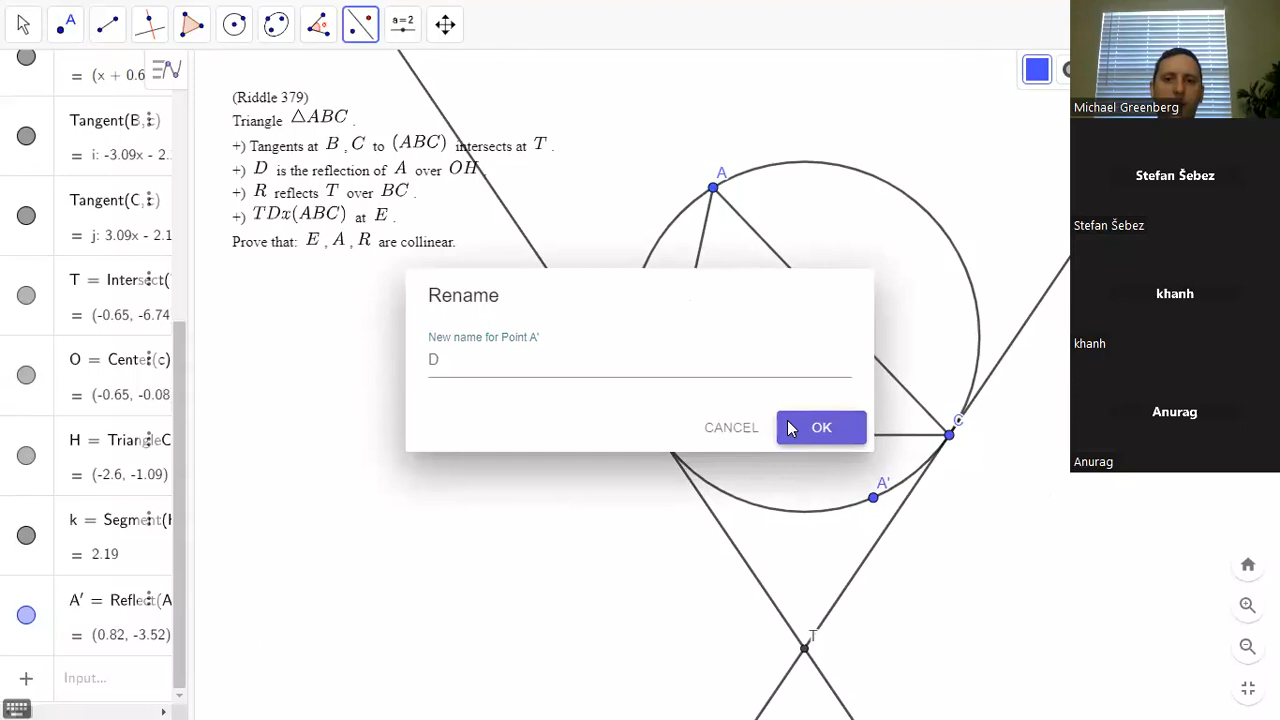 A
a=2
= (x + 0.6
Tangent(B, c)
= i: -3.09x - 2.
Tangent(C, c)
= j: 3.09x - 2.1
T = Intersect(
= (-0.65, -6.74
O = Center(c)
= (-0.65, -0.08
H = TriangleC
= (-2.6, -1.09)
k = Segment(H
= 2.19
A' = Reflect(A
= (0.82, -3.52)
+ Input...
(Riddle 379)
Triangle △ABC .
+) Tangents at B , C to (ABC) intersects at T .
+) D is the reflection of A over OH .
+) R reflects T over BC .
+) TDx(ABC) at E .
Prove that: E , A , R are collinear.
A
Rename
New name for Point A'
D
CANCEL
OK
C
A'
T
Michael Greenberg
Stefan Šebez
Stefan Šebez
khanh
khanh
Anurag
Anurag